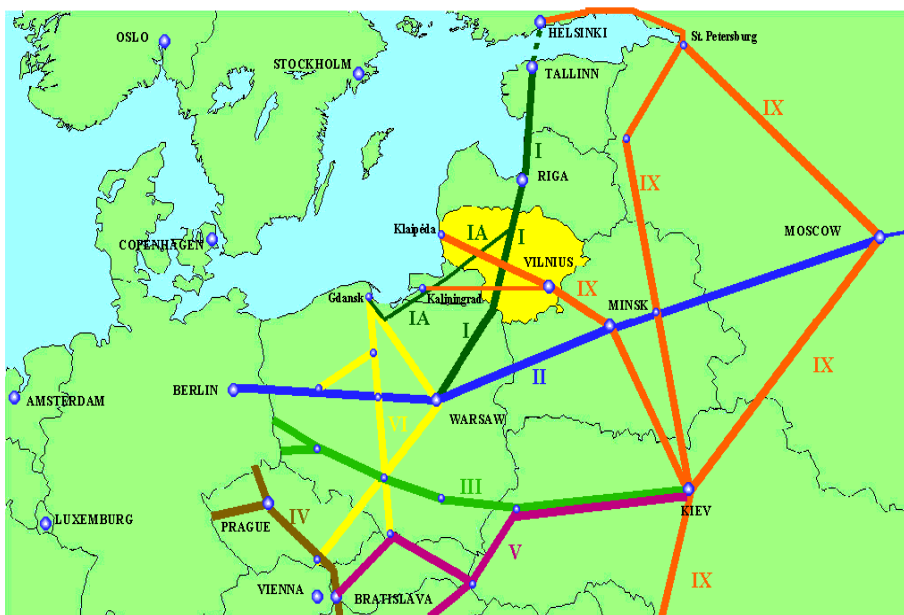 HELSINKI
OSLO
St. Petersburg
STOCKHOLM
TALLINN
IX
I
IX
RIGA
Klaipéda
IA
I
MOSCOW
COPENHAGEN
VILNIUS
IX
Gdansk
Kaliningrad
MINSK
IA
I
IX
BERLIN
II
AMSTERDAM
WARSAW
VI
III
KIEV
LUXEMBURG
PRAGUE
IV
V
IX
VIENNA
BRATISLAVA